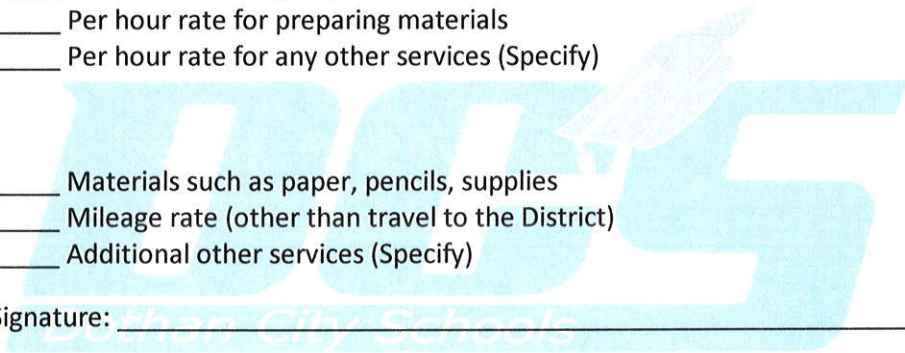 _____ Per hour rate for preparing materials
_____ Per hour rate for any other services (Specify)
_____ Materials such as paper, pencils, supplies
_____ Mileage rate (other than travel to the District)
_____ Additional other services (Specify)
ignature: ______________________________
DCS
Dothan City Schools